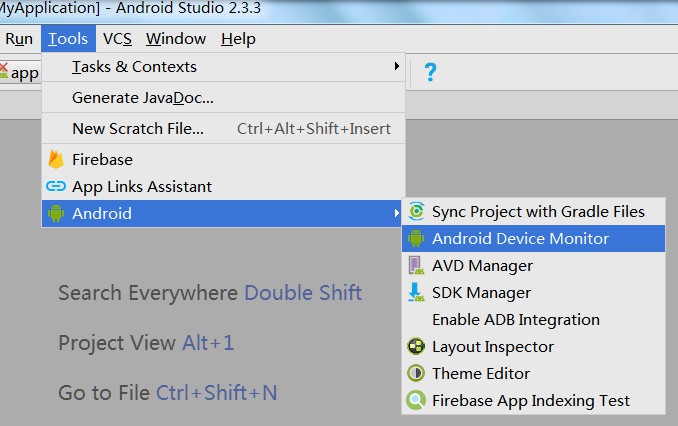 MyApplication] - Android Studio 2.3.3
Run Tools VCS Window Help
app ?
Tasks & Contexts
Generate JavaDoc...
New Scratch File... Ctrl+Alt+Shift+Insert
Firebase
App Links Assistant
Android
Sync Project with Gradle Files
Android Device Monitor
AVD Manager
SDK Manager
Enable ADB Integration
Layout Inspector
Theme Editor
Firebase App Indexing Test
Search Everywhere Double Shift
Project View Alt+1
Go to File Ctrl+Shift+N